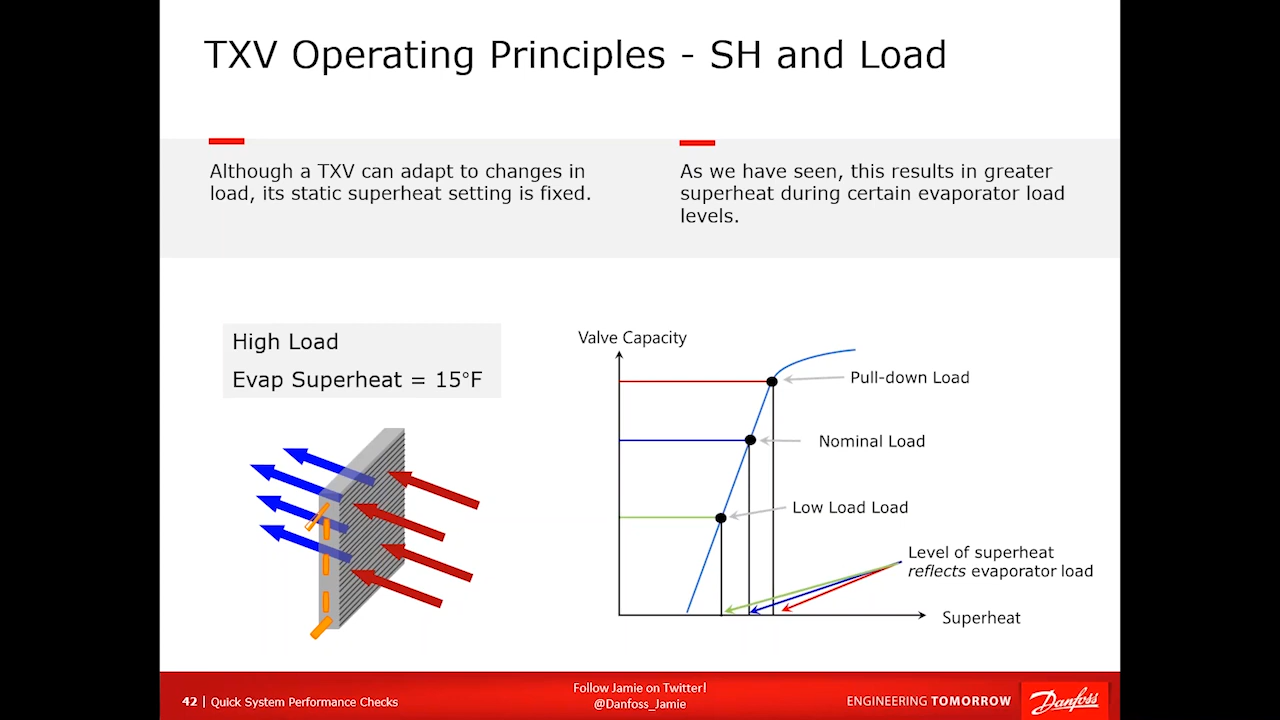 TXV Operating Principles - SH and Load
Although a TXV can adapt to changes in
load, its static superheat setting is fixed.
As we have seen, this results in greater
superheat during certain evaporator load
levels.
High Load
Evap Superheat = 15°F
Valve Capacity
Pull-down Load
Nominal Load
Low Load Load
Level of superheat
reflects evaporator load
Superheat
42 | Quick System Performance Checks
Follow Jamie on Twitter!
@Danfoss_Jamie
ENGINEERING TOMORROW
Danfoss